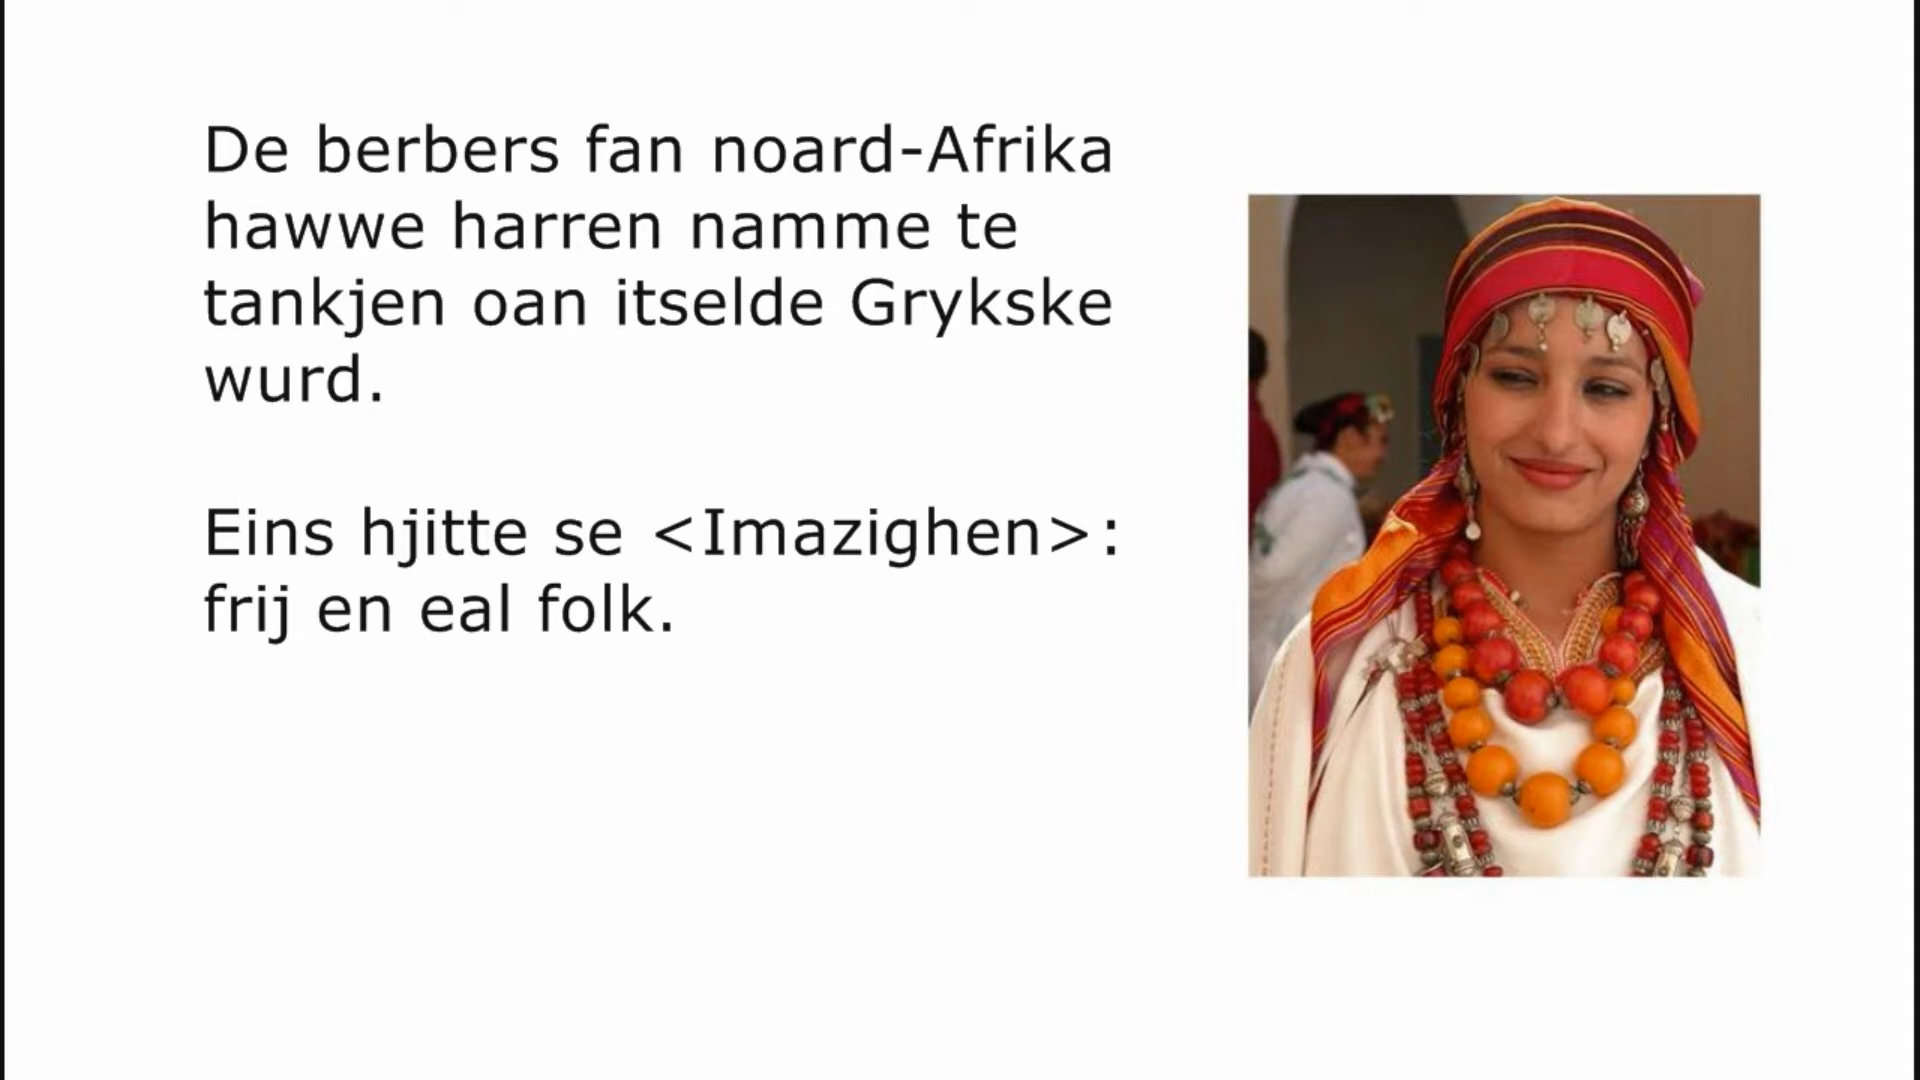 De berbers fan noard-Afrika
hawwe harren namme te
tankjen oan itselde Grykske
wurd.
Eins hjitte se <Imazighen>:
frij en eal folk.